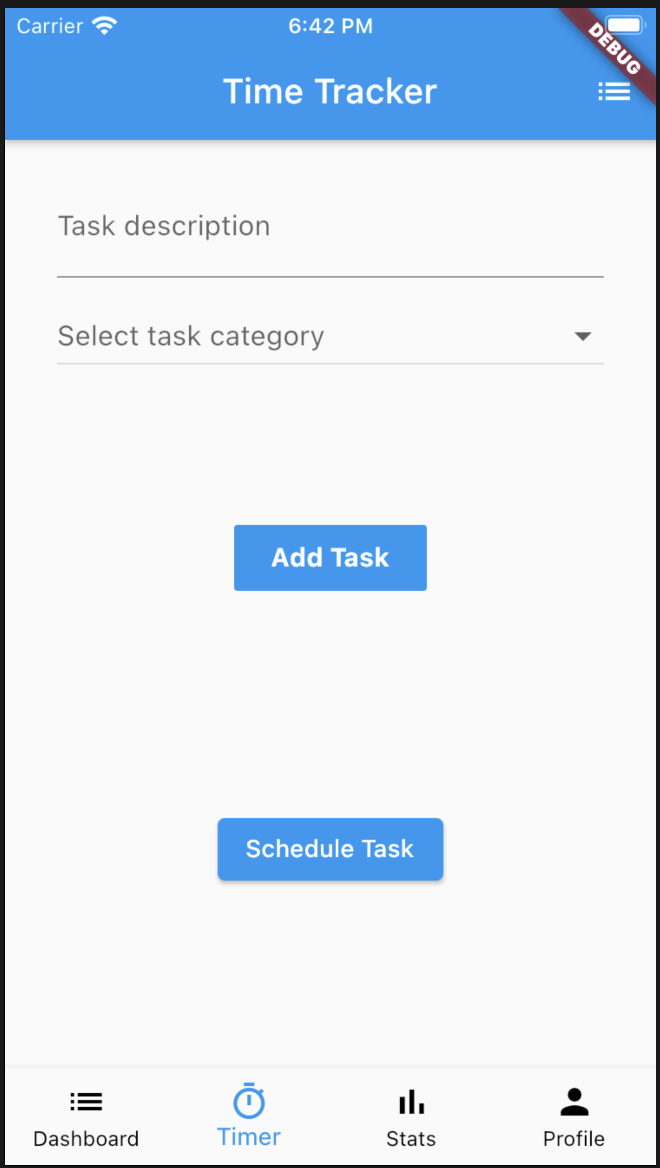 Carrier 6:42 PM
DEBUG
Time Tracker
Task description
Select task category
Add Task
Schedule Task
Dashboard Timer Stats Profile